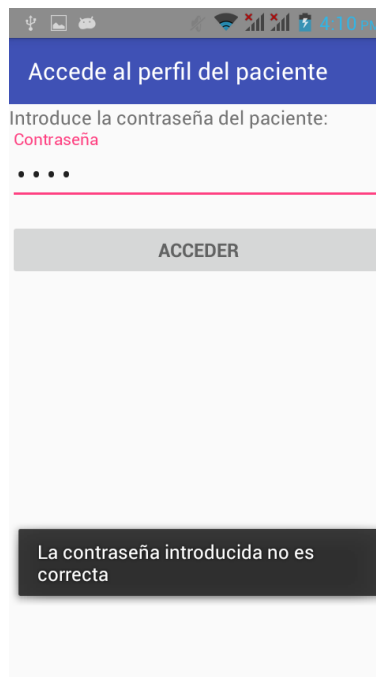 4:10 PM
Accede al perfil del paciente
Introduce la contraseña del paciente:
Contraseña
••••
ACCEDER
La contraseña introducida no es
correcta